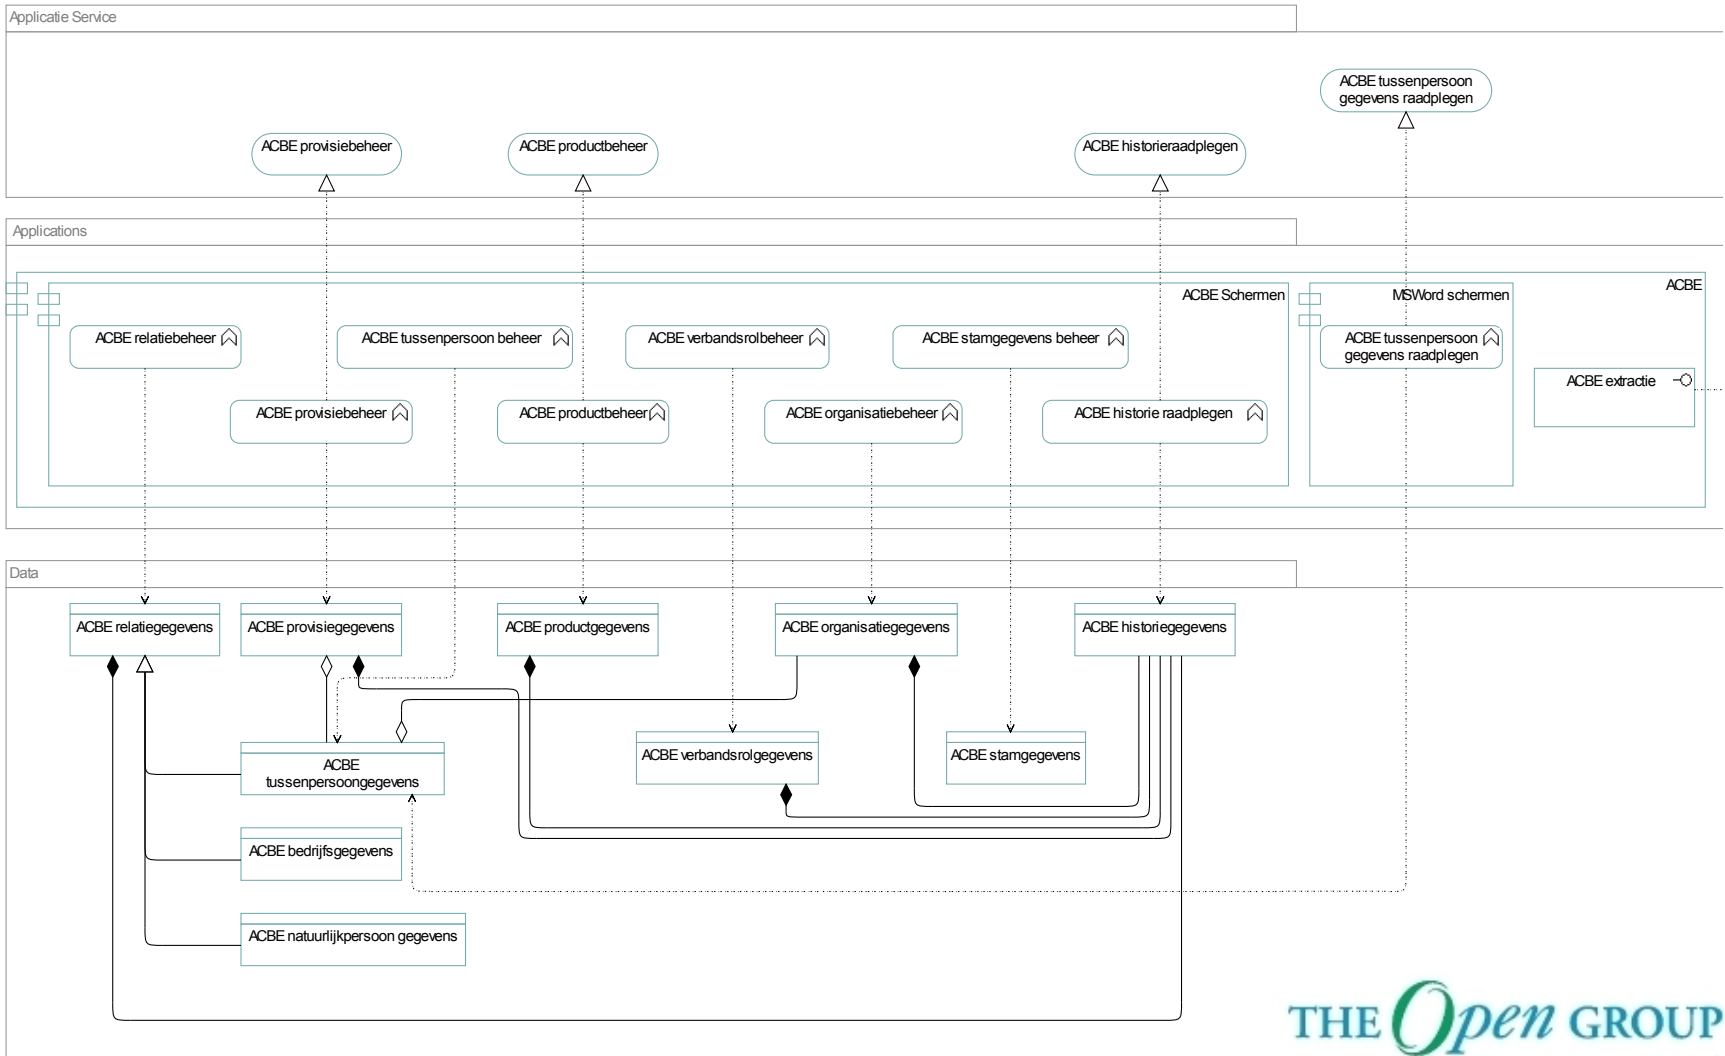 Applicatie Service
ACBE tussenpersoon
gegevens raadplegen
ACBE provisiebeheer
ACBE productbeheer
ACBE historieraadplegen
Applications
ACBE
ACBE Schermen
MSWord schermen
ACBE relatiebeheer
ACBE tussenpersoon beheer
ACBE verbandsrolbeheer
ACBE stamgegevens beheer
ACBE tussenpersoon
gegevens raadplegen
ACBE extractie
ACBE provisiebeheer
ACBE productbeheer
ACBE organisatiebeheer
ACBE historie raadplegen
Data
ACBE relatiegegevens
ACBE provisiegegevens
ACBE productgegevens
ACBE organisatiegegevens
ACBE historiegegevens
ACBE
tussenpersoongegevens
ACBE verbandsrolgegevens
ACBE stamgegevens
ACBE bedrijfsgegevens
ACBE natuurlijkpersoon gegevens
THE Open GROUP